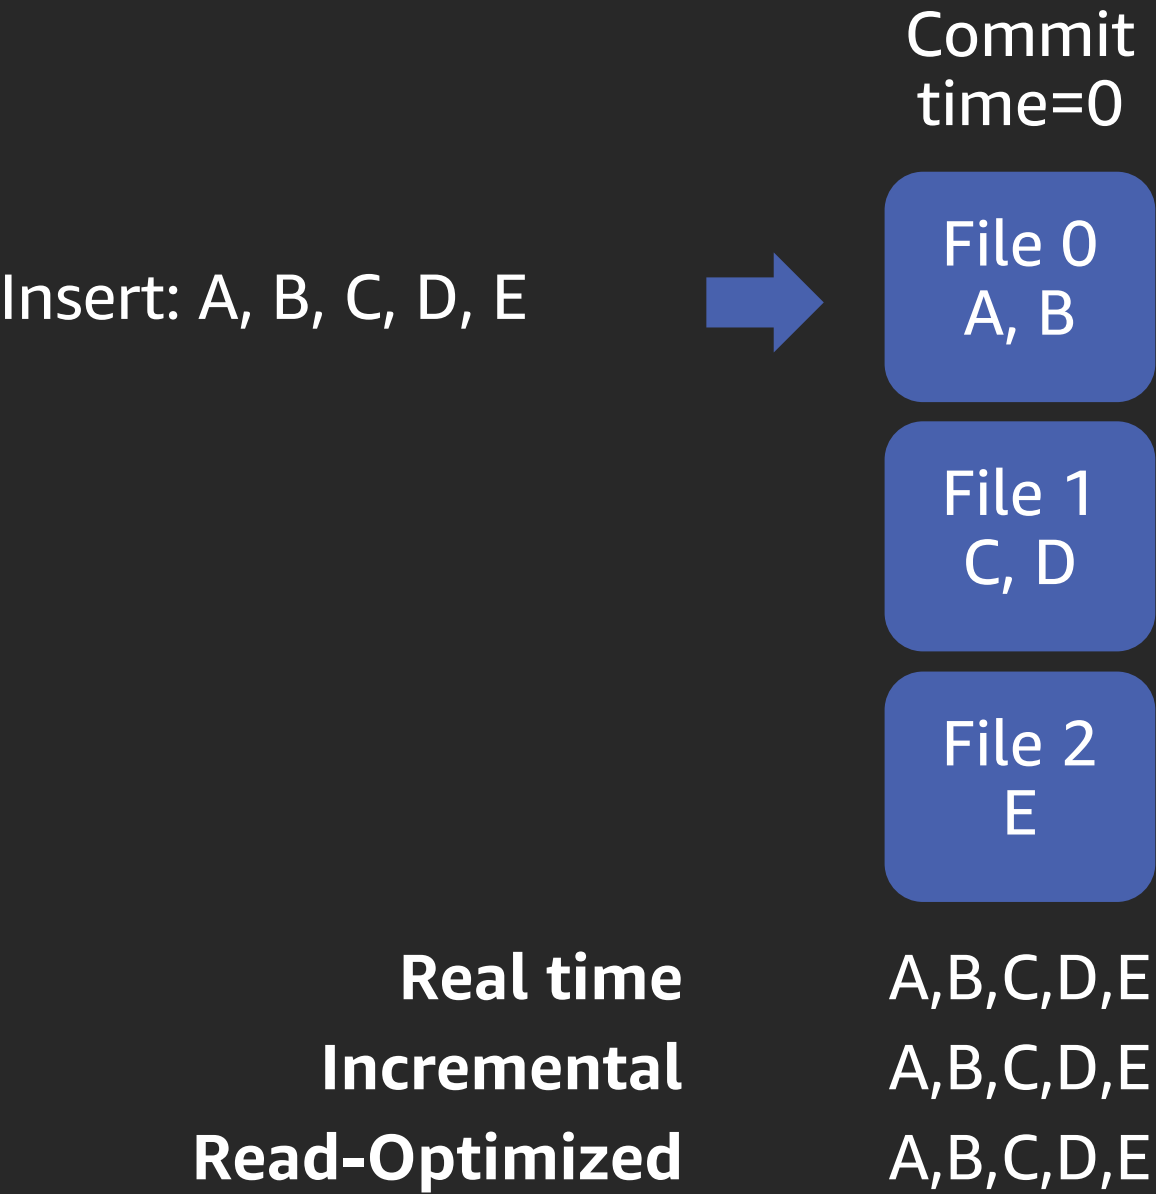 Commit
time=0
Insert: A, B, C, D, E
File 0
A, B
File 1
C, D
File 2
E
Real time A,B,C,D,E
Incremental A,B,C,D,E
Read-Optimized A,B,C,D,E